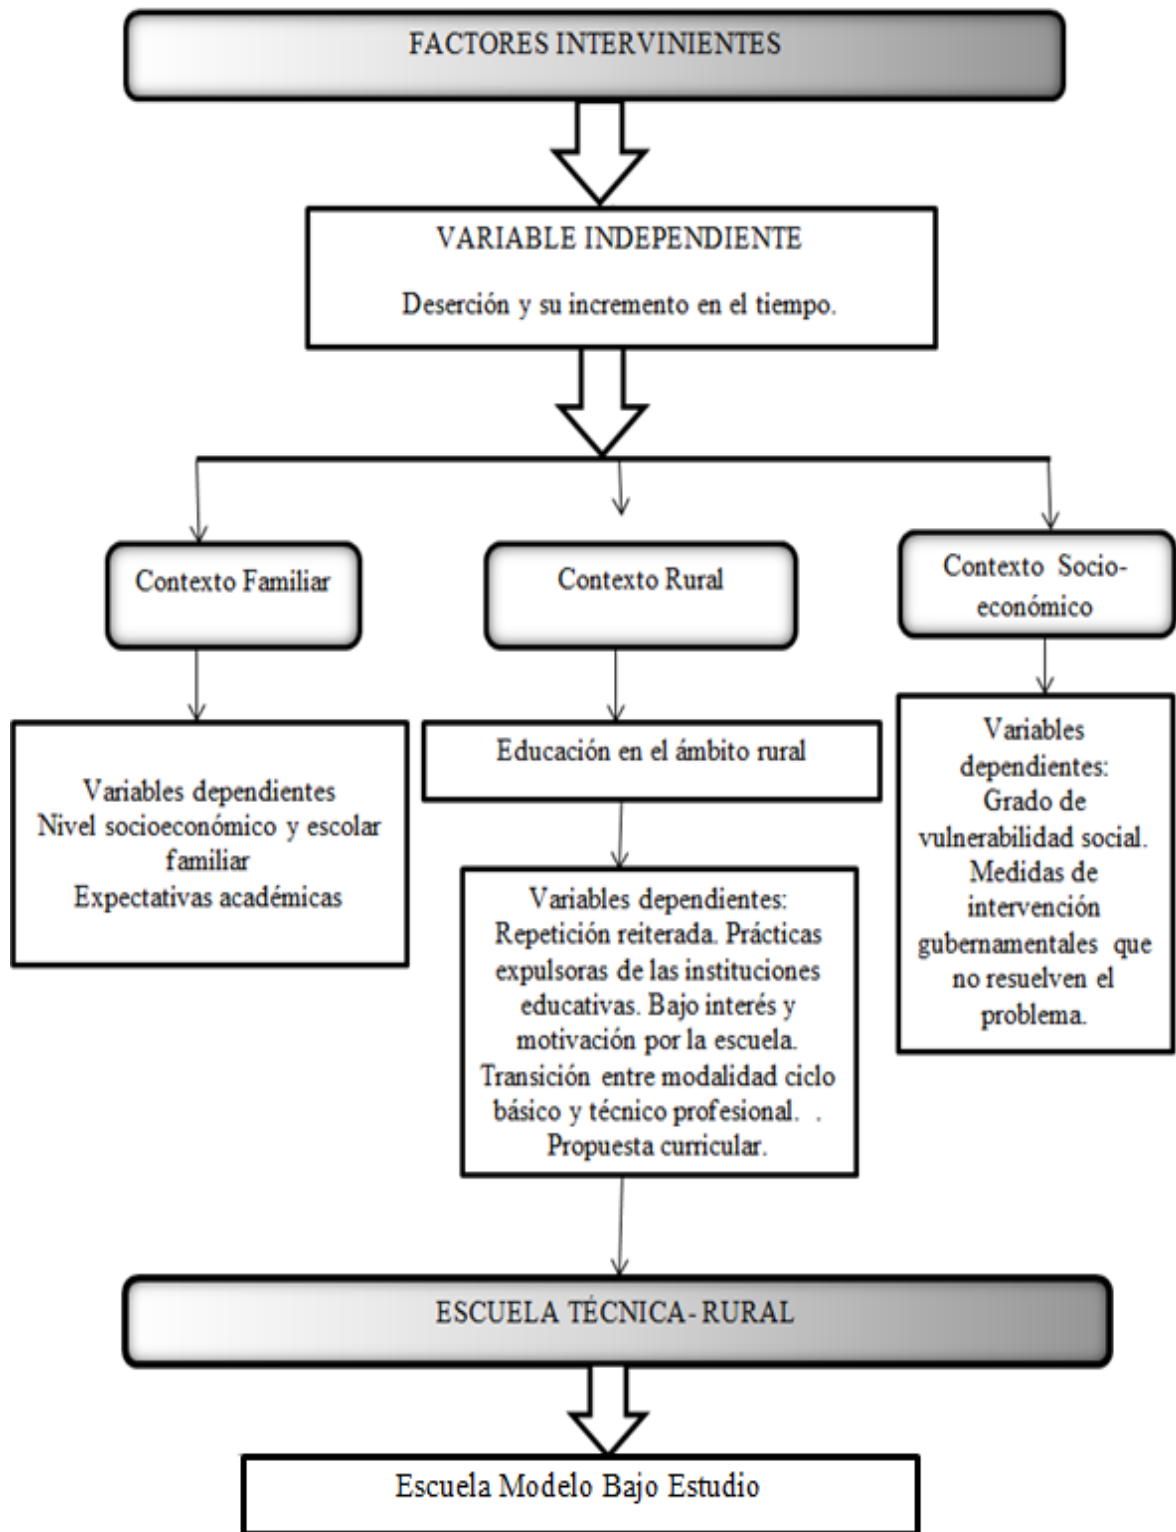 FACTORES INTERVINIENTES
VARIABLE INDEPENDIENTE
Deserción y su incremento en el tiempo.
Contexto Familiar
Contexto Rural
Contexto Socio-
económico
Variables dependientes
Nivel socioeconómico y escolar
familiar
Expectativas académicas
Educación en el ámbito rural
Variables dependientes:
Repetición reiterada. Prácticas
expulsoras de las instituciones
educativas. Bajo interés y
motivación por la escuela.
Transición entre modalidad ciclo
básico y técnico profesional. .
Propuesta curricular.
Variables
dependientes:
Grado de
vulnerabilidad social.
Medidas de
intervención
gubernamentales que
no resuelven el
problema.
ESCUELA TÉCNICA- RURAL
Escuela Modelo Bajo Estudio